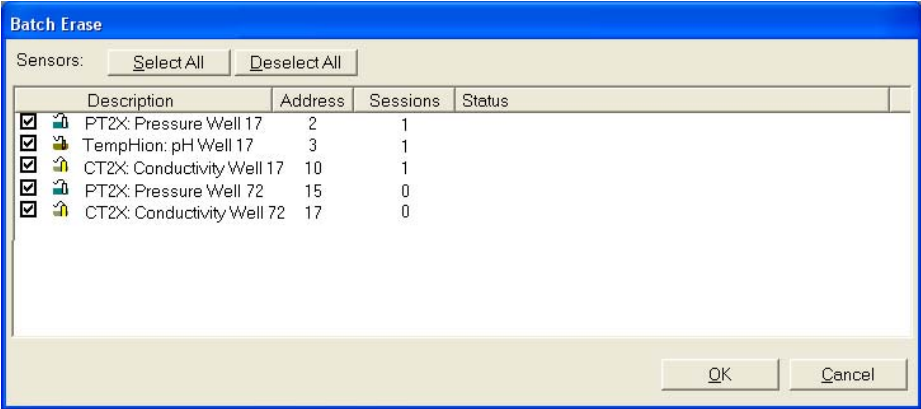 Batch Erase
Sensors: Select All Deselect All
Description Address Sessions Status
PT2X: Pressure Well 17 2 1
TempHion: pH Well 17 3 1
CT2X: Conductivity Well 17 10 1
PT2X: Pressure Well 72 15 0
CT2X: Conductivity Well 72 17 0
OK Cancel